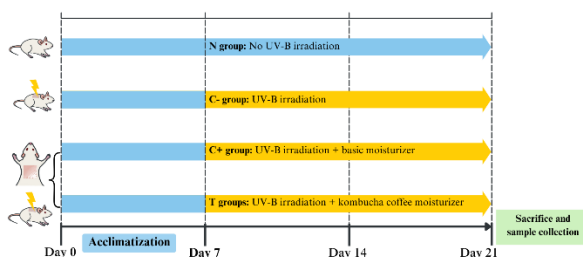 N group: No UV-B irradiation
C- group: UV-B irradiation
C+ group: UV-B irradiation + basic moisturizer
T groups: UV-B irradiation + kombucha coffee moisturizer
Sacrifice and
sample collection
Acclimatization
Day 0
Day 7
Day 14
Day 21